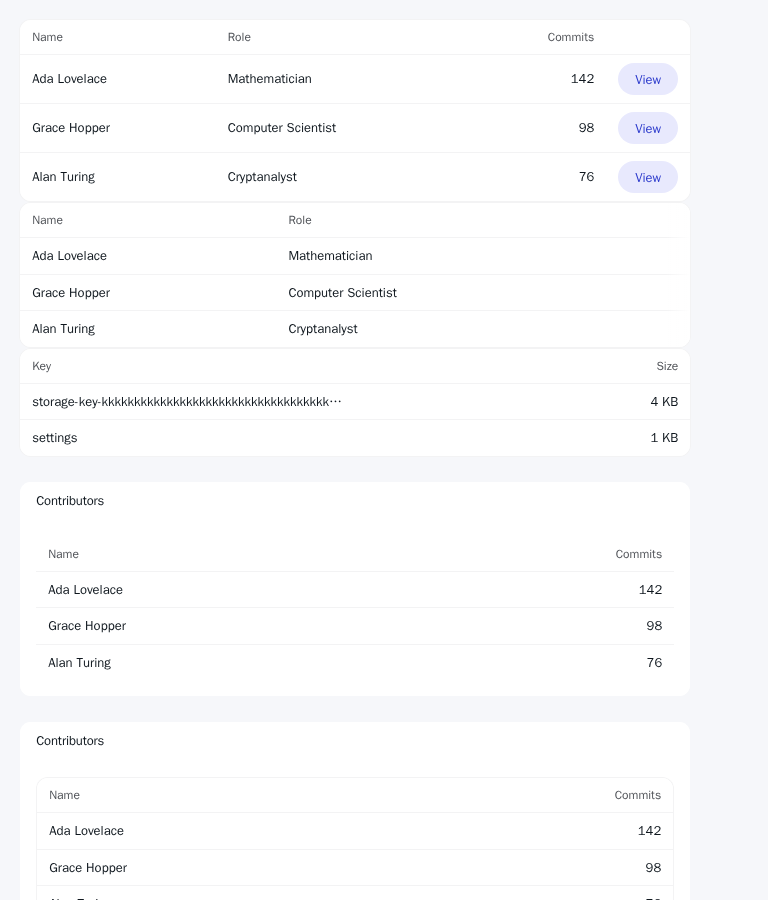 Name Role Commits
Ada Lovelace Mathematician 142 View
Grace Hopper Computer Scientist 98 View
Alan Turing Cryptanalyst 76 View
Name Role
Ada Lovelace Mathematician
Grace Hopper Computer Scientist
Alan Turing Cryptanalyst
Key Size
storage-key-kkkkkkkkkkkkkkkkkkkkkkkkkkkkkkkkkkk… 4 KB
settings 1 KB
Contributors
Name Commits
Ada Lovelace 142
Grace Hopper 98
Alan Turing 76
Contributors
Name Commits
Ada Lovelace 142
Grace Hopper 98